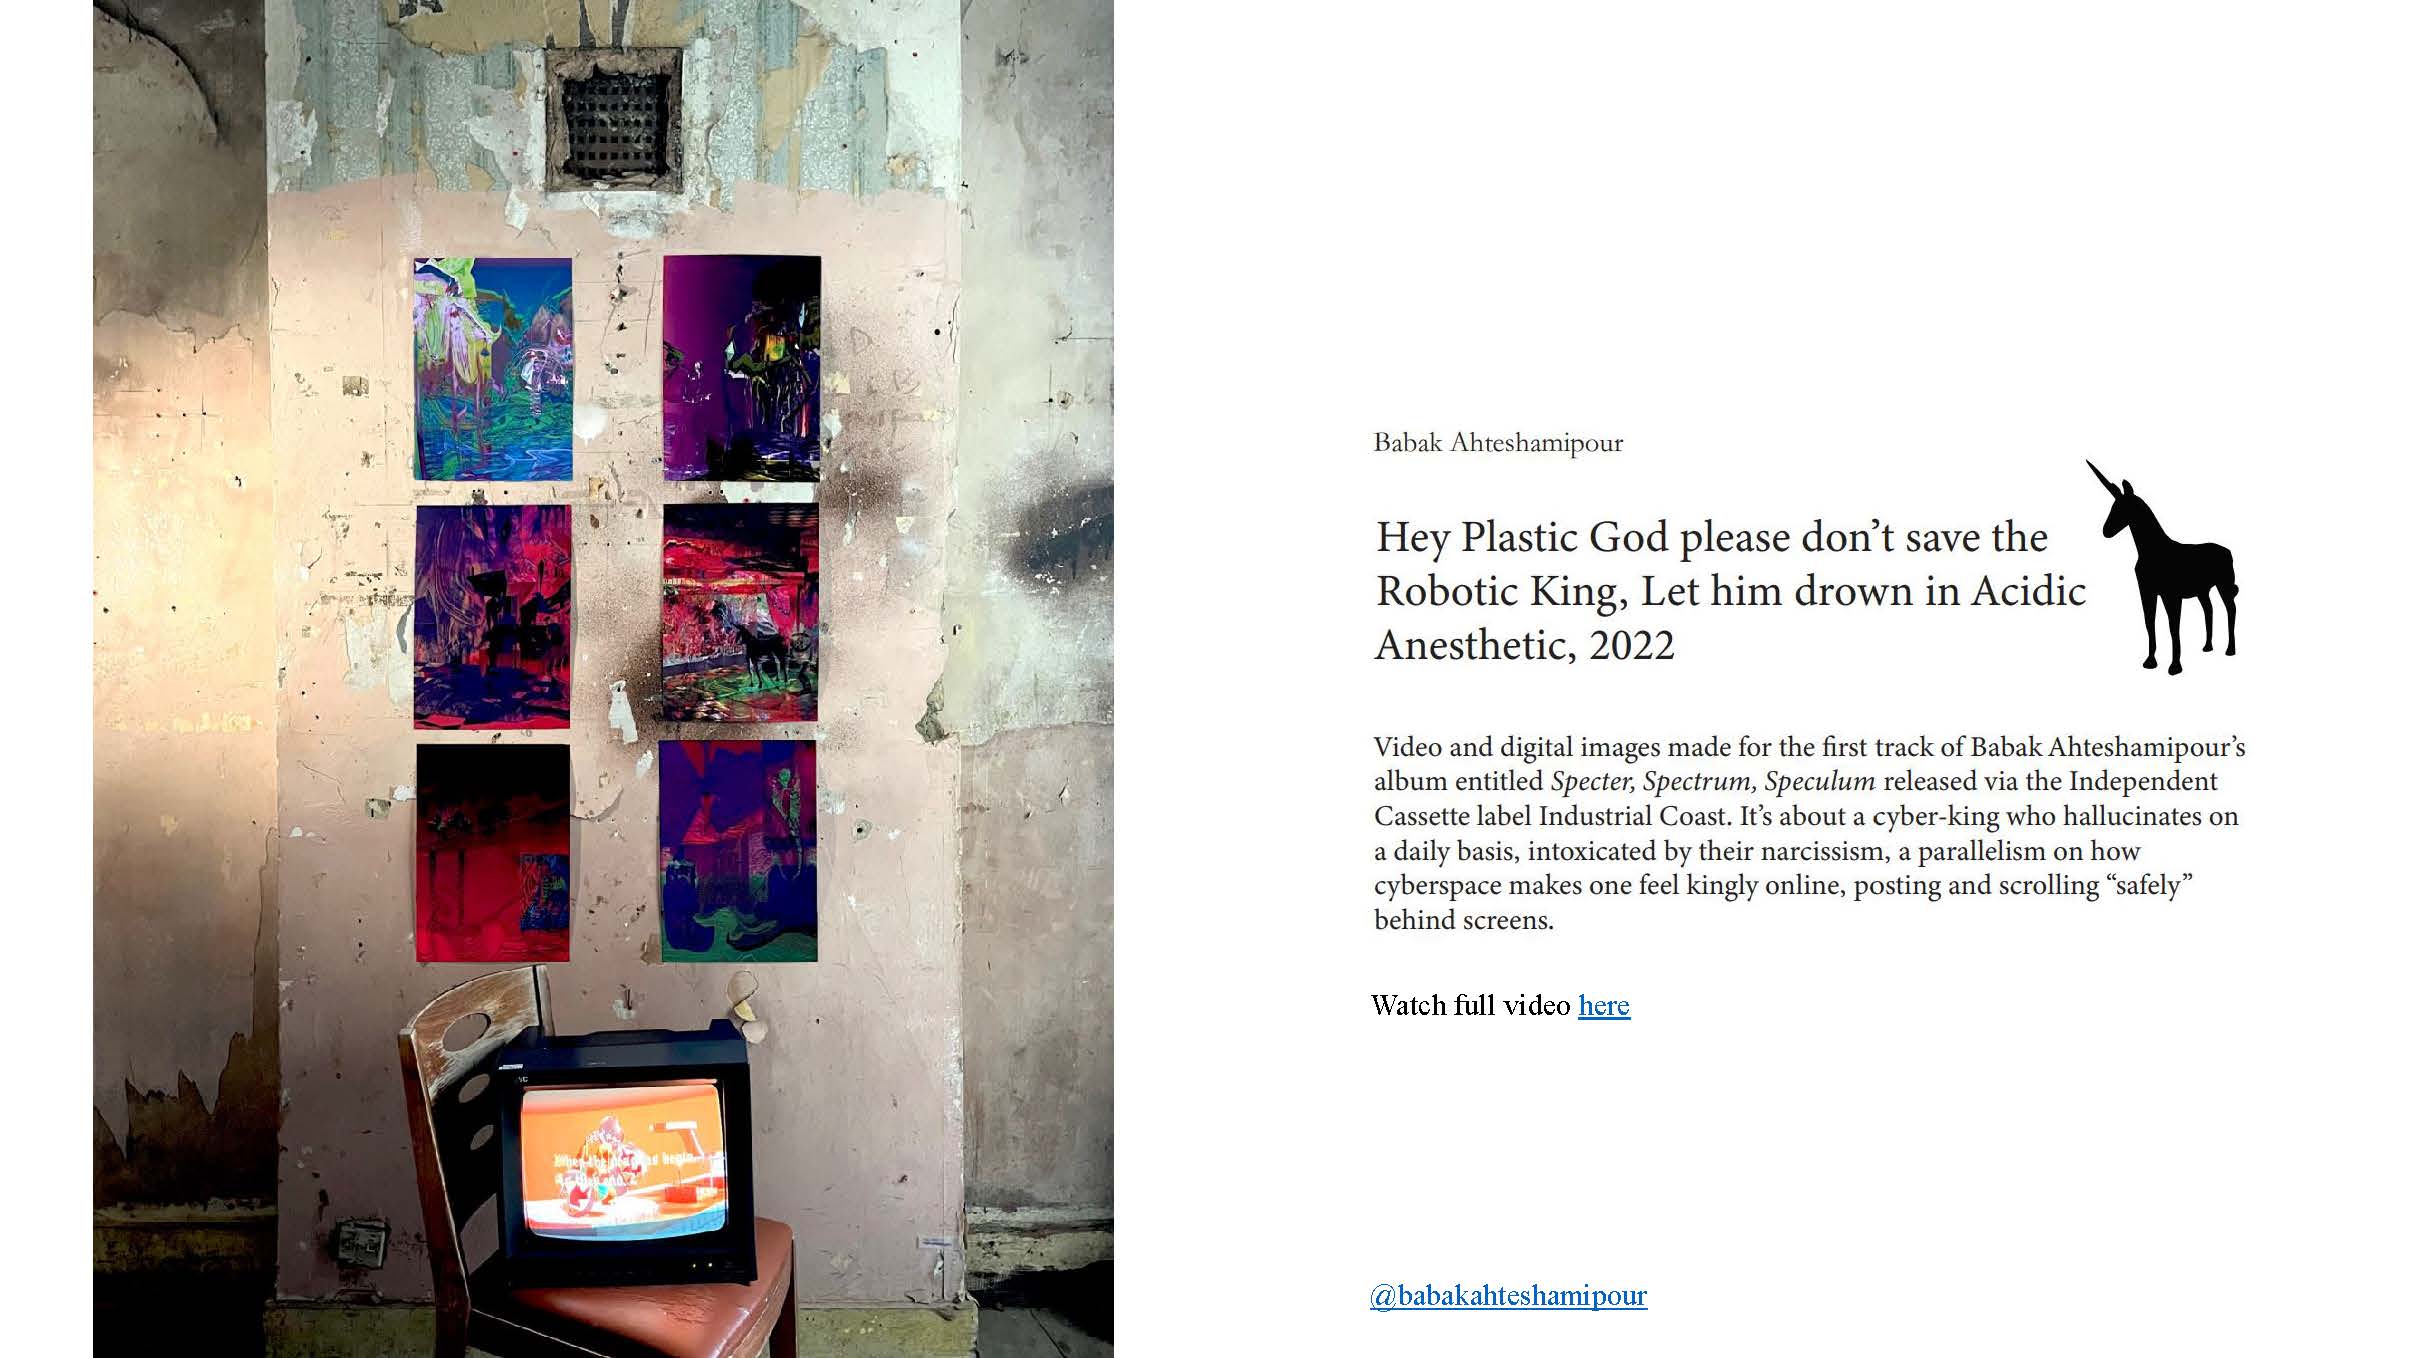 Babak Ahteshamipour
Hey Plastic God please don’t save the
Robotic King, Let him drown in Acidic
Anesthetic, 2022
Video and digital images made for the first track of Babak Ahteshamipour’s
album entitled Specter, Spectrum, Speculum released via the Independent
Cassette label Industrial Coast. It’s about a cyber-king who hallucinates on
a daily basis, intoxicated by their narcissism, a parallelism on how
cyberspace makes one feel kingly online, posting and scrolling “safely”
behind screens.
Watch full video here
@babakahteshamipour
When the begin,